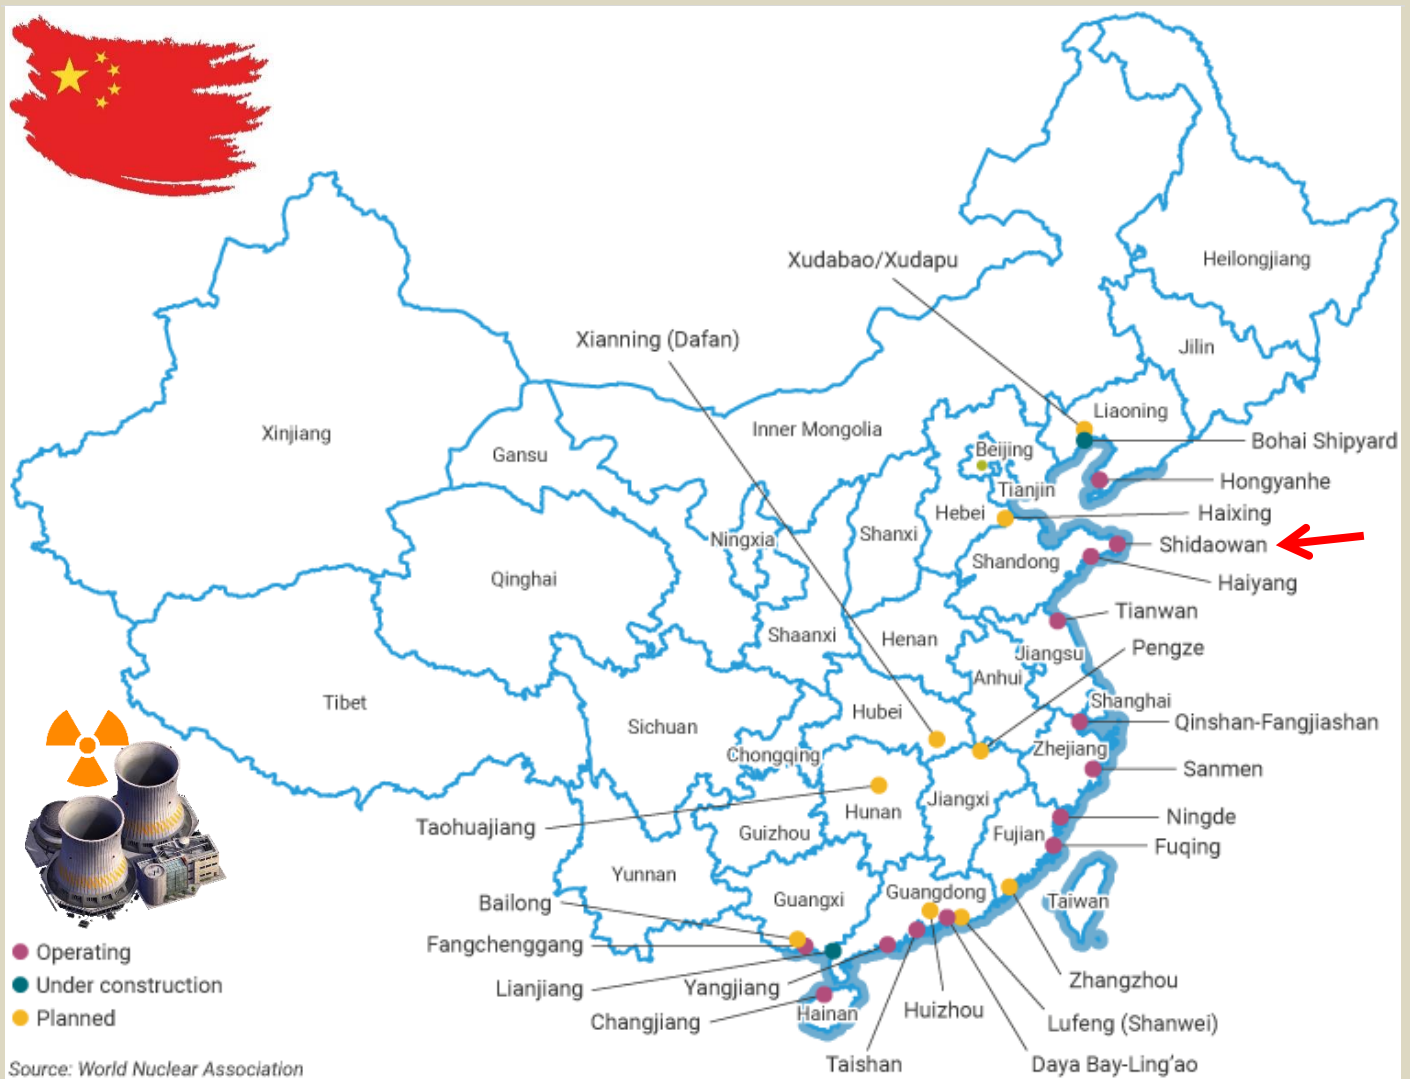 Heilongjiang
Xudabao/Xudapu
Xianning (Dafan)
Jilin
Liaoning
Xinjiang
Inner Mongolia
Bohai Shipyard
Gansu
Beijing
Hongyanhe
Tianjin
Hebei
Haixing
Shanxi
Ningxia
Shidaowan
Shandong
Qinghai
Haiyang
Tianwan
Shaanxi
Henan
Pengze
Jiangsu
Anhui
Tibet
Shanghai
Hubei
Qinshan-Fangjiashan
Sichuan
Zhejiang
Chongqing
Sanmen
Jiangxi
Hunan
Ningde
Taohuajiang
Guizhou
Fujian
Fuqing
Yunnan
Guangdong
Guangxi
Taiwan
Bailong
Fangchenggang
Operating
Zhangzhou
Under construction
Lianjiang
Yangjiang
Huizhou
Hainan
Planned
Changjiang
Lufeng (Shanwei)
Taishan
Daya Bay-Ling'ao
Source: World Nuclear Association